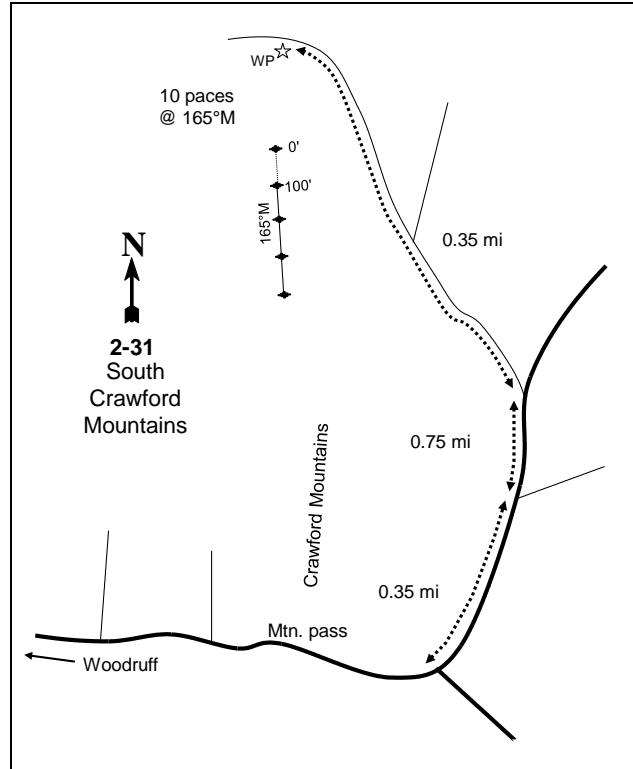 WP
10 paces
@ 165°M
0'
100'
165°M
0.35 mi
N
2-31
South
Crawford
Mountains
0.75 mi
Crawford Mountains
0.35 mi
Mtn. pass
Woodruff